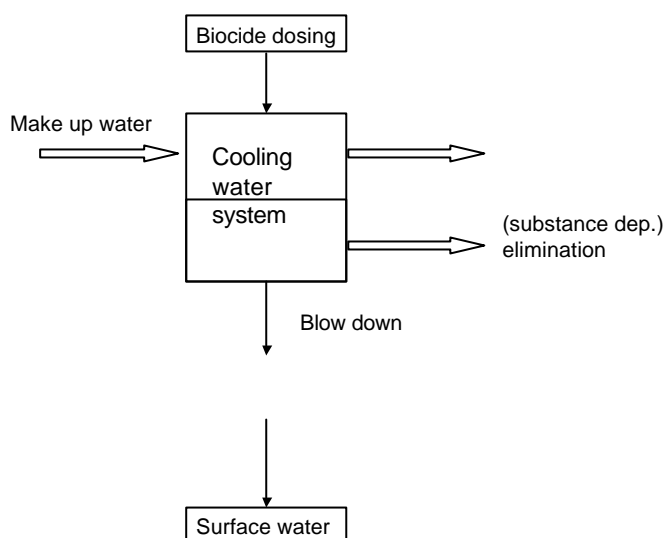 Biocide dosing
Make up water
Cooling
water
system
(substance dep.)
elimination
Blow down
Surface water